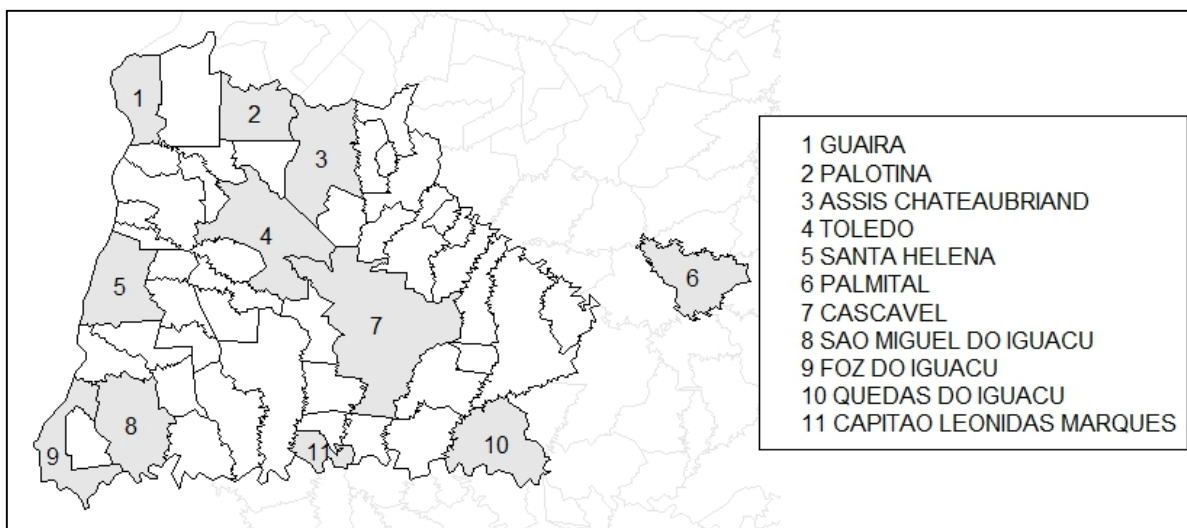 1 GUAIRA
2 PALOTINA
3 ASSIS CHATEAUBRIAND
4 TOLEDO
5 SANTA HELENA
6 PALMITAL
7 CASCAVEL
8 SAO MIGUEL DO IGUACU
9 FOZ DO IGUACU
10 QUEDAS DO IGUACU
11 CAPITAO LEONIDAS MARQUES
1
2
3
4
5
6
7
8
9
10
11